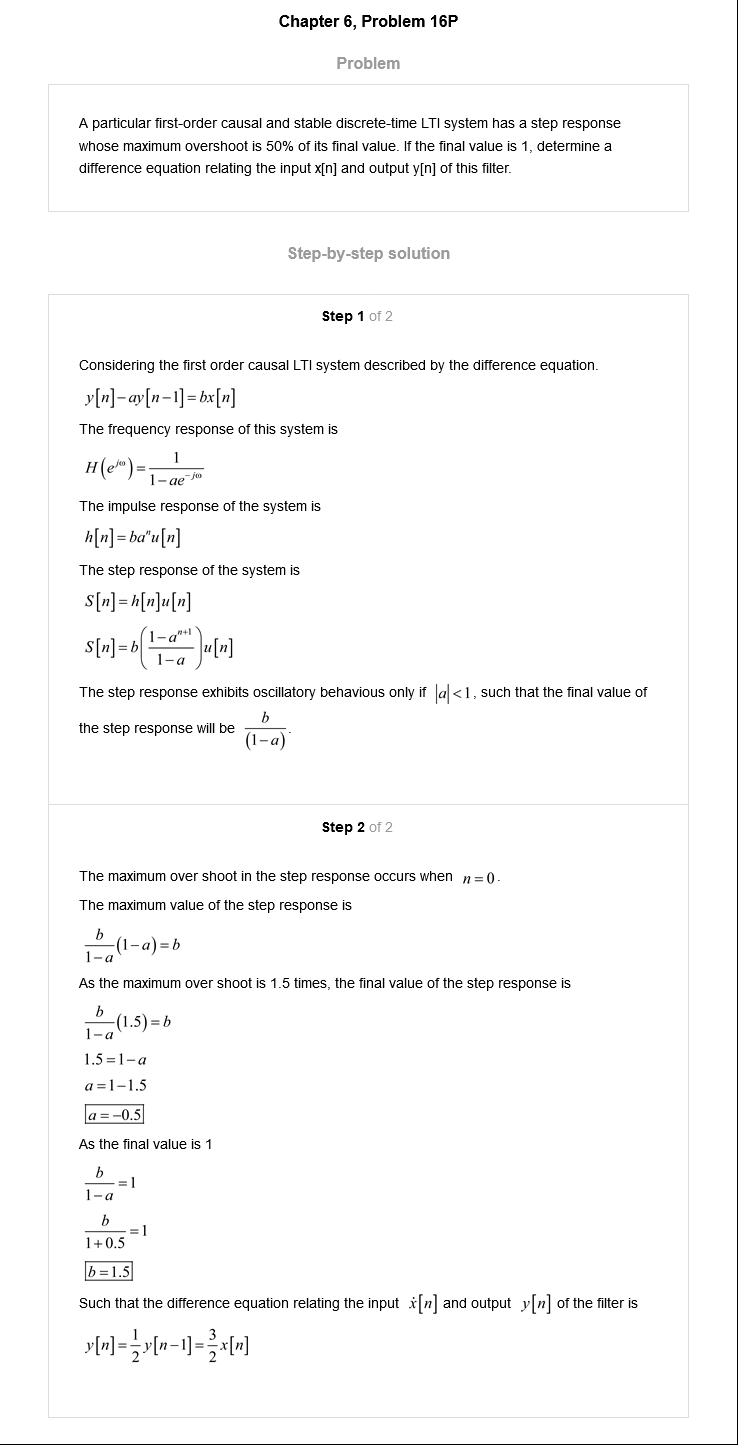 Chapter 6, Problem 16P
Problem
A particular first-order causal and stable discrete-time LTI system has a step response
whose maximum overshoot is 50% of its final value. If the final value is 1, determine a
difference equation relating the input x[n] and output y[n] of this filter.
Step-by-step solution
Step 1 of 2
Considering the first order causal LTI system described by the difference equation.
y[n]−ay[n−1]=bx[n]
The frequency response of this system is
H(e^{jω})=\frac{1}{1−ae^{−jω}}
The impulse response of the system is
h[n]=ba^{n}u[n]
The step response of the system is
S[n]=h[n]u[n]
S[n]=b(\frac{1−a^{n+1}}{1−a})u[n]
The step response exhibits oscillatory behavious only if |a|<1, such that the final value of
the step response will be \frac{b}{(1−a)}.
Step 2 of 2
The maximum over shoot in the step response occurs when n=0.
The maximum value of the step response is
\frac{b}{1−a}(1−a)=b
As the maximum over shoot is 1.5 times, the final value of the step response is
\frac{b}{1−a}(1.5)=b
1.5=1−a
a=1−1.5
a=−0.5
As the final value is 1
\frac{b}{1−a}=1
\frac{b}{1+0.5}=1
b=1.5
Such that the difference equation relating the input ẋ[n] and output y[n] of the filter is
y[n]=\frac{1}{2}y[n−1]=\frac{3}{2}x[n]